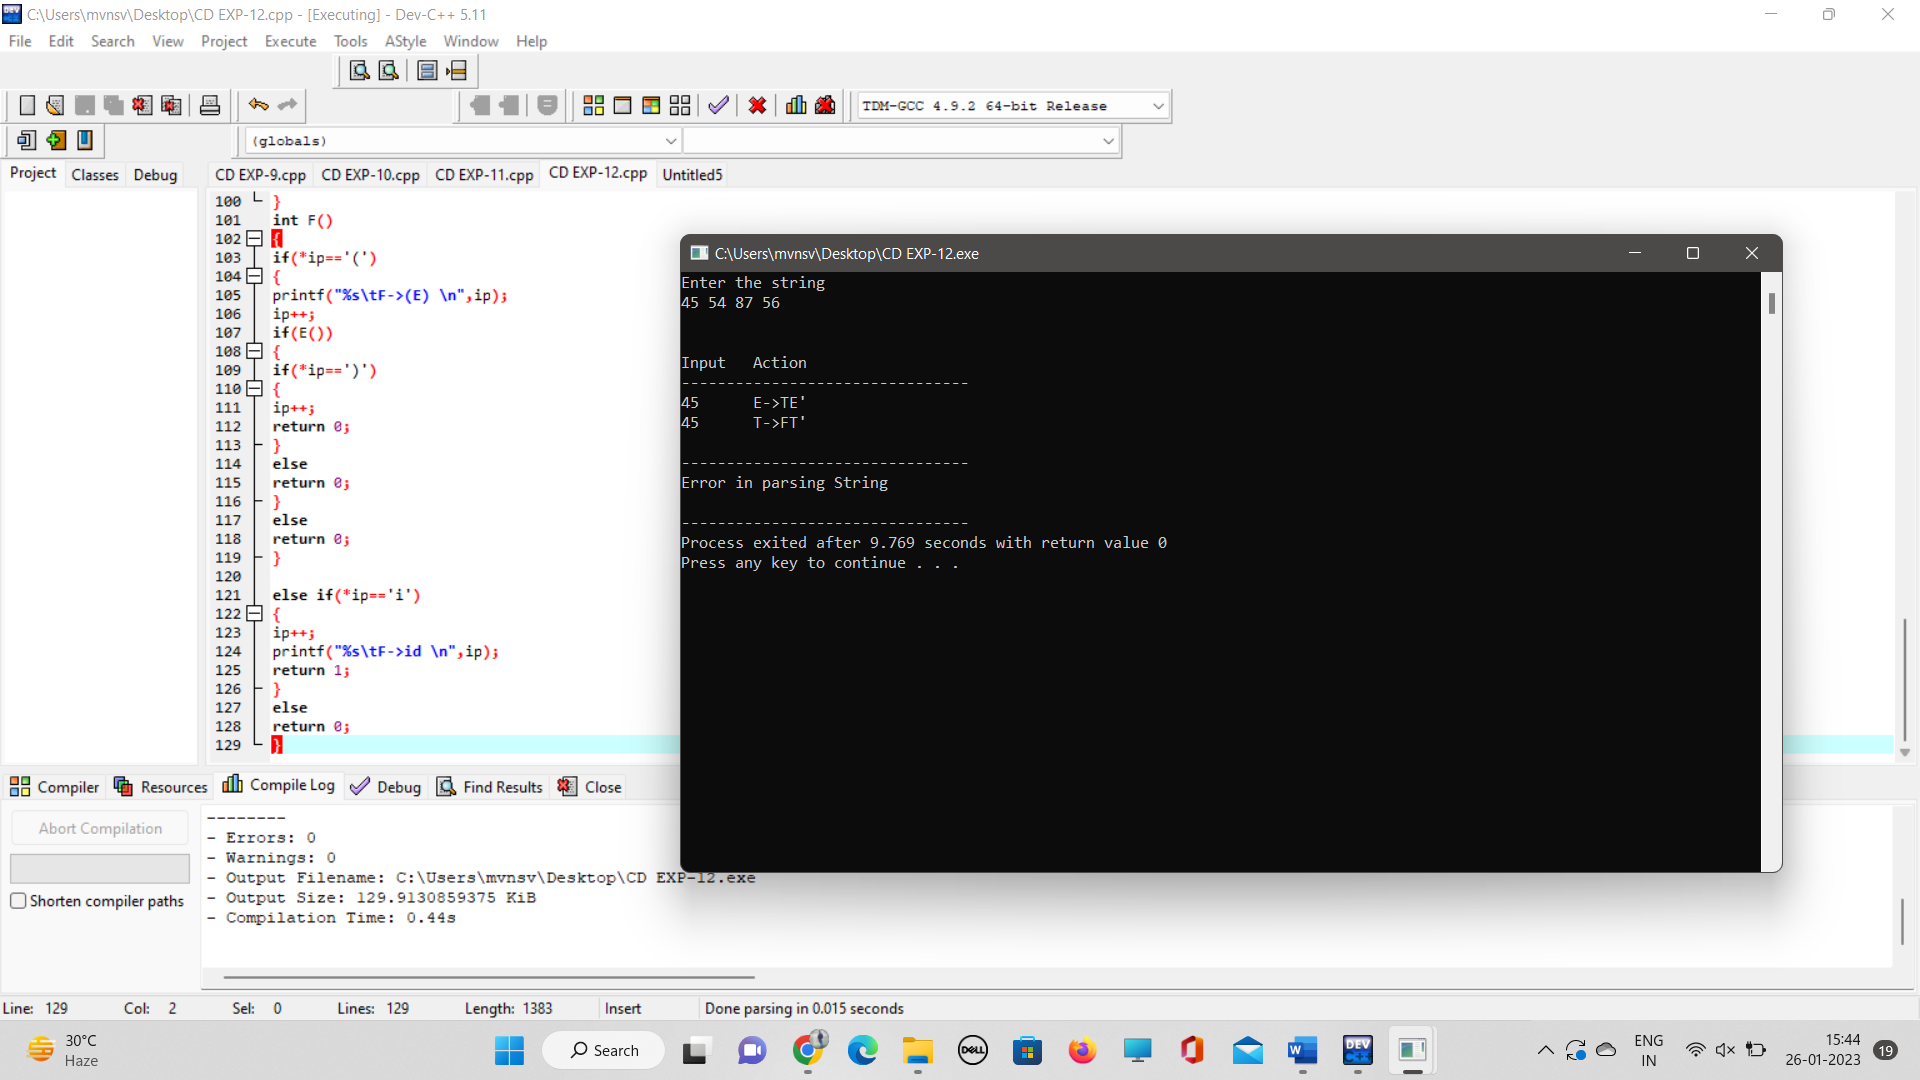 C:\Users\mvnsv\Desktop\CD EXP-12.cpp - [Executing] - Dev-C++ 5.11
File Edit Search View Project Execute Tools AStyle Window Help
TDM-GCC 4.9.2 64-bit Release
(globals)
Project Classes Debug
CD EXP-9.cpp CD EXP-10.cpp CD EXP-11.cpp CD EXP-12.cpp Untitled5
100 }
101 int F()
102 {
103 if(*ip=='(')
104 {
105 printf("%s\tF->(E) \n",ip);
106 ip++;
107 if(E())
108 {
109 if(*ip==')')
110 {
111 ip++;
112 return 0;
113 }
114 else
115 return 0;
116 }
117 else
118 return 0;
119 }
120
121 else if(*ip=='i')
122 {
123 ip++;
124 printf("%s\tF->id \n",ip);
125 return 1;
126 }
127 else
128 return 0;
129 }
C:\Users\mvnsv\Desktop\CD EXP-12.exe
Enter the string
45 54 87 56
Input Action
--------------------------------
45 E->TE'
45 T->FT'
--------------------------------
Error in parsing String
--------------------------------
Process exited after 9.769 seconds with return value 0
Press any key to continue . . .
Compiler Resources Compile Log Debug Find Results Close
Abort Compilation
Shorten compiler paths
--------
- Errors: 0
- Warnings: 0
- Output Filename: C:\Users\mvnsv\Desktop\CD EXP-12.exe
- Output Size: 129.9130859375 KiB
- Compilation Time: 0.44s
Line: 129 Col: 2 Sel: 0 Lines: 129 Length: 1383 Insert Done parsing in 0.015 seconds
30°C
Haze
Search
DELL
W
DEV
C++
ENG
IN
15:44
26-01-2023
19